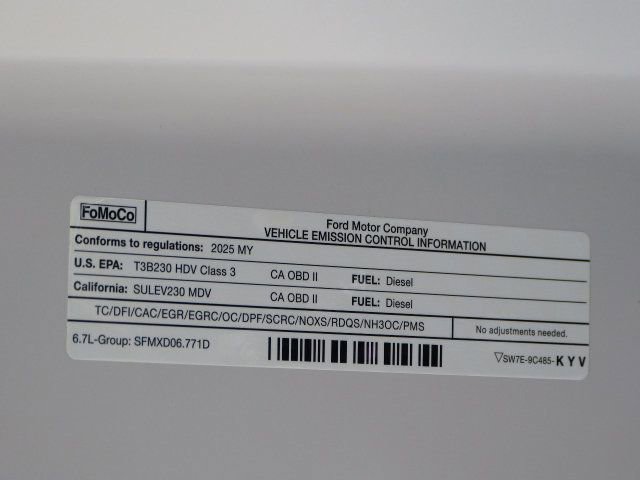 FoMoCo
Ford Motor Company
VEHICLE EMISSION CONTROL INFORMATION
Conforms to regulations: 2025 MY
U.S. EPA: T3B230 HDV Class 3 CA OBD II FUEL: Diesel
California: SULEV230 MDV CA OBD II FUEL: Diesel
TC/DFI/CAC/EGR/EGRC/OC/DPF/SCRC/NOXS/RDQS/NH3OC/PMS No adjustments needed.
6.7L-Group: SFMXD06.771D ▽SW7E-9C485-KYV